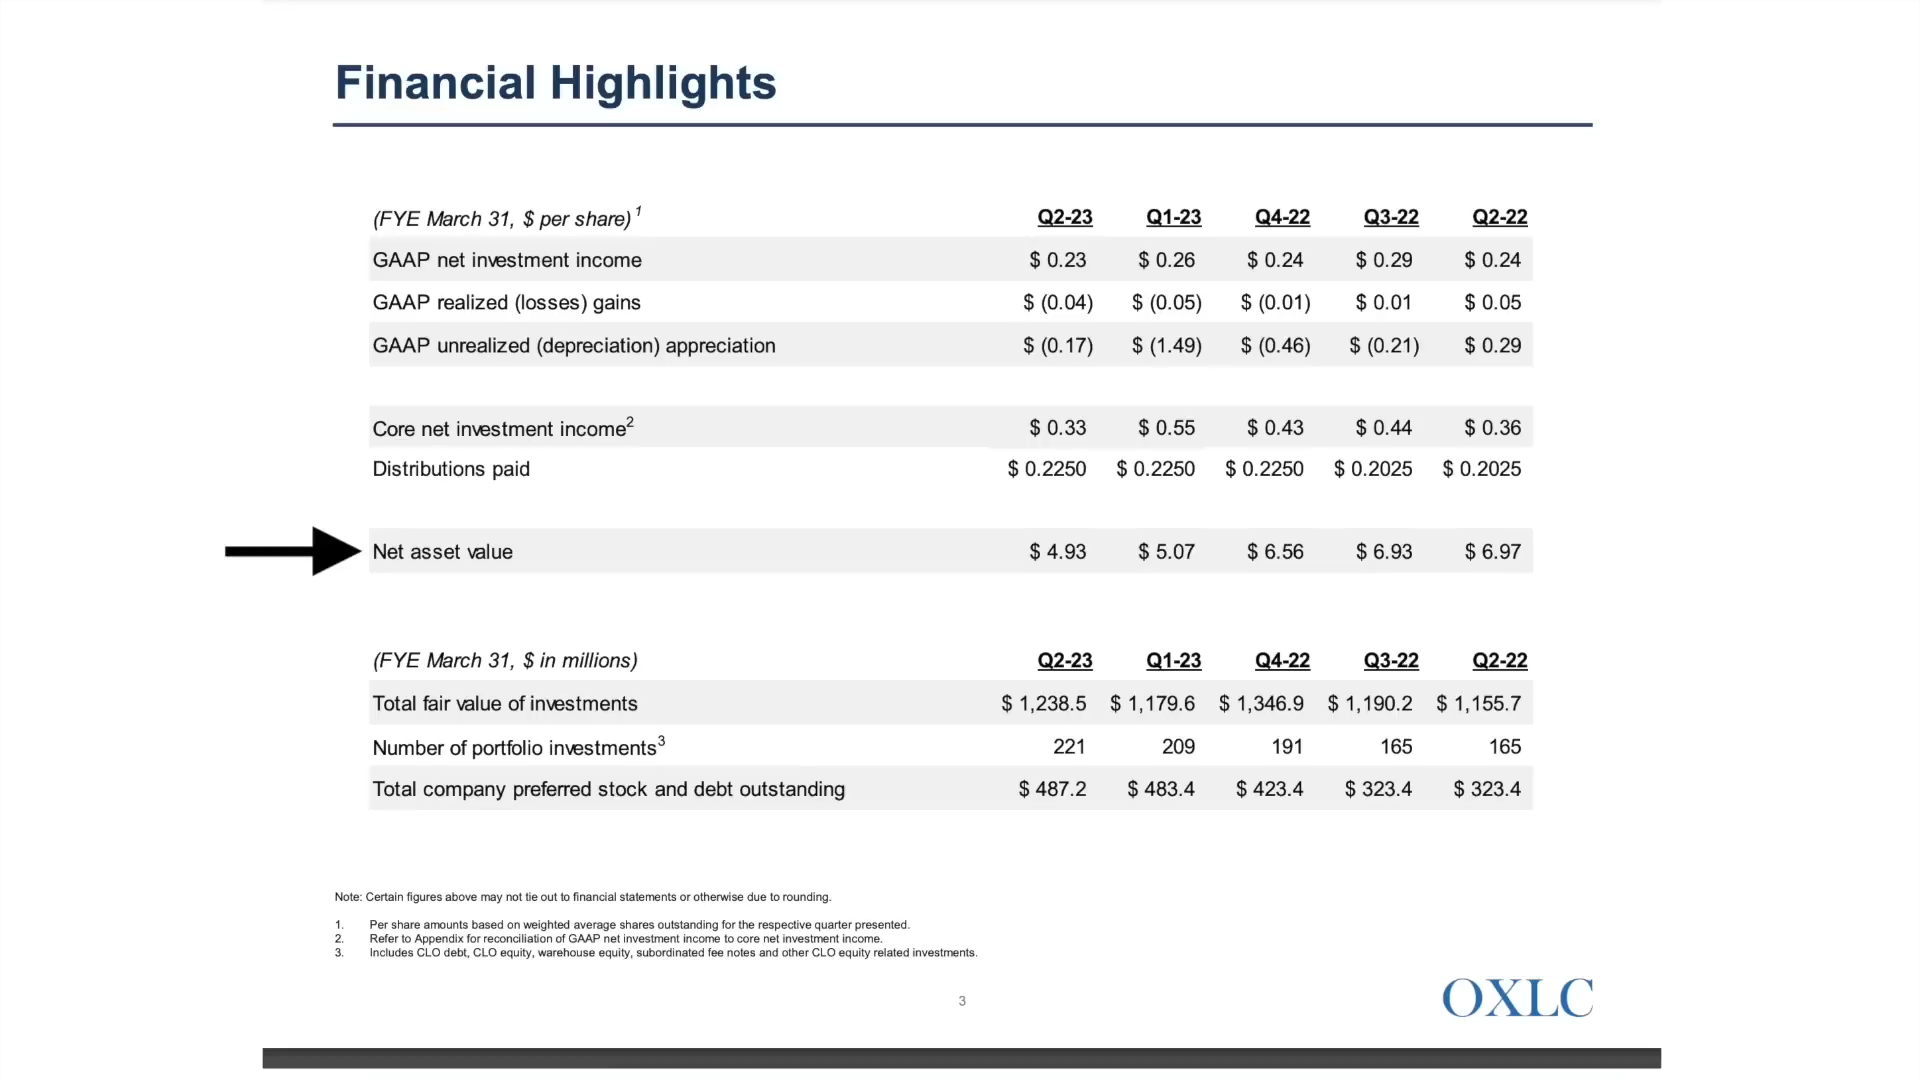 Financial Highlights
(FYE March 31, $ per share) 1 Q2-23 Q1-23 Q4-22 Q3-22 Q2-22
GAAP net investment income $ 0.23 $ 0.26 $ 0.24 $ 0.29 $ 0.24
GAAP realized (losses) gains $ (0.04) $ (0.05) $ (0.01) $ 0.01 $ 0.05
GAAP unrealized (depreciation) appreciation $ (0.17) $ (1.49) $ (0.46) $ (0.21) $ 0.29
Core net investment income2 $ 0.33 $ 0.55 $ 0.43 $ 0.44 $ 0.36
Distributions paid $ 0.2250 $ 0.2250 $ 0.2250 $ 0.2025 $ 0.2025
Net asset value $ 4.93 $ 5.07 $ 6.56 $ 6.93 $ 6.97
(FYE March 31, $ in millions) Q2-23 Q1-23 Q4-22 Q3-22 Q2-22
Total fair value of investments $ 1,238.5 $ 1,179.6 $ 1,346.9 $ 1,190.2 $ 1,155.7
Number of portfolio investments3 221 209 191 165 165
Total company preferred stock and debt outstanding $ 487.2 $ 483.4 $ 423.4 $ 323.4 $ 323.4
Note: Certain figures above may not tie out to financial statements or otherwise due to rounding.
1. Per share amounts based on weighted average shares outstanding for the respective quarter presented.
2. Refer to Appendix for reconciliation of GAAP net investment income to core net investment income.
3. Includes CLO debt, CLO equity, warehouse equity, subordinated fee notes and other CLO equity related investments.
3
OXLC